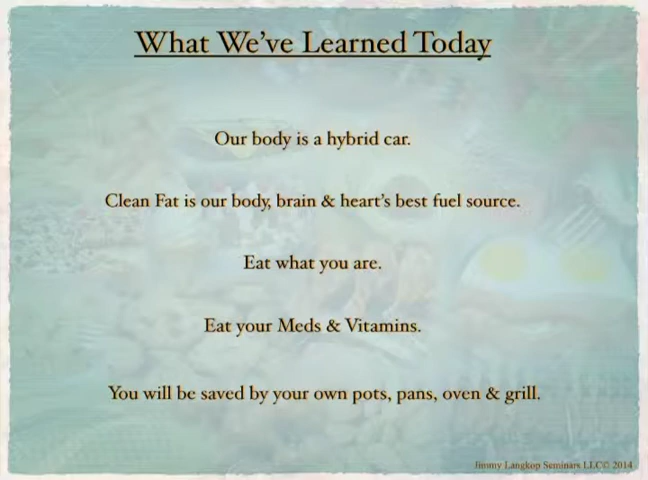 What We've Learned Today
Our body is a hybrid car.
Clean Fat is our body, brain & heart's best fuel source.
Eat what you are.
Eat your Meds & Vitamins.
You will be saved by your own pots, pans, oven & grill.
Jimmy Langkop Seminars LLC© 2014